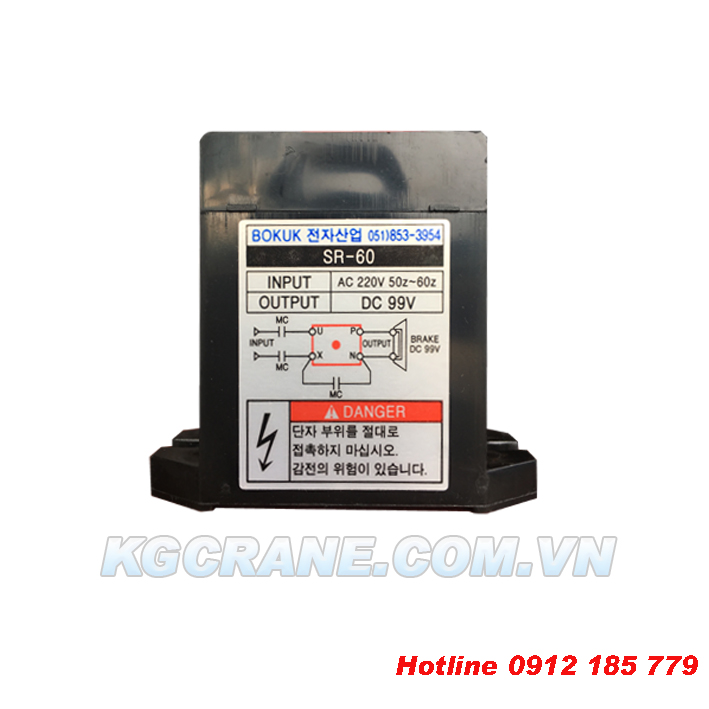 BOKUK 전자산업 051)853-3954
SR-60
INPUT AC 220V 50z~60z
OUTPUT DC 99V
MC
U P
INPUT OUTPUT BRAKE
DC 99V
X N
MC
MC
DANGER
단자 부위를 절대로
접촉하지 마십시오.
감전의 위험이 있습니다.
KGCRANE.COM.VN
Hotline 0912 185 779